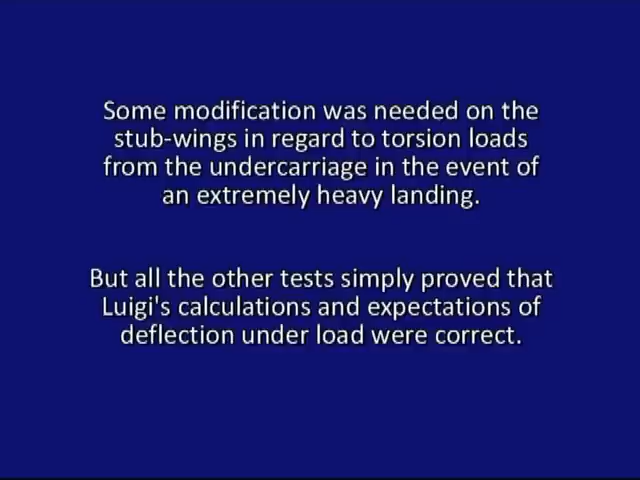 Some modification was needed on the
stub-wings in regard to torsion loads
from the undercarriage in the event of
an extremely heavy landing.
But all the other tests simply proved that
Luigi's calculations and expectations of
deflection under load were correct.